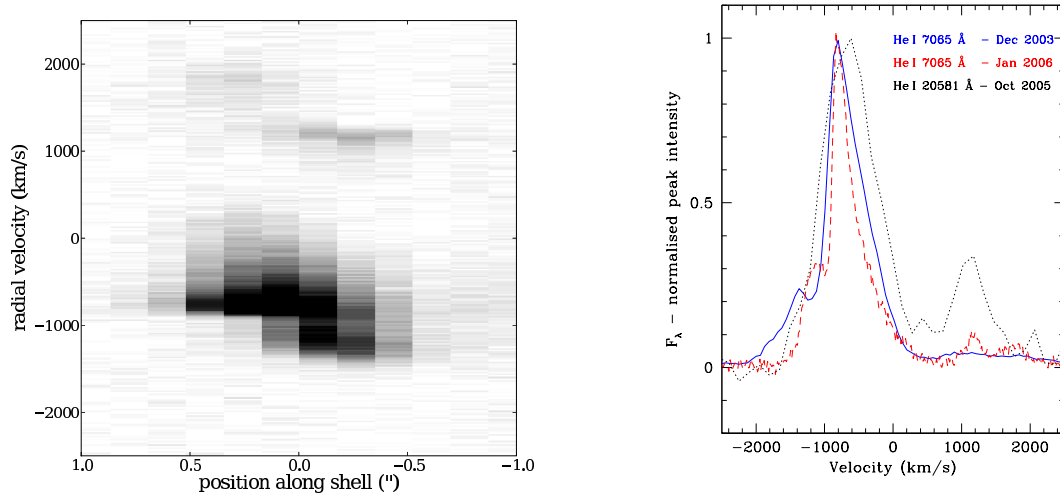 2000
1000
0
−1000
−2000
radial velocity (km/s)
1.0 0.5 0.0 −0.5 −1.0
position along shell (")
1
0.5
0
F_λ − normalised peak intensity
He I 7065 Å − Dec 2003
He I 7065 Å − Jan 2006
He I 20581 Å − Oct 2005
−2000 −1000 0 1000 2000
Velocity (km/s)